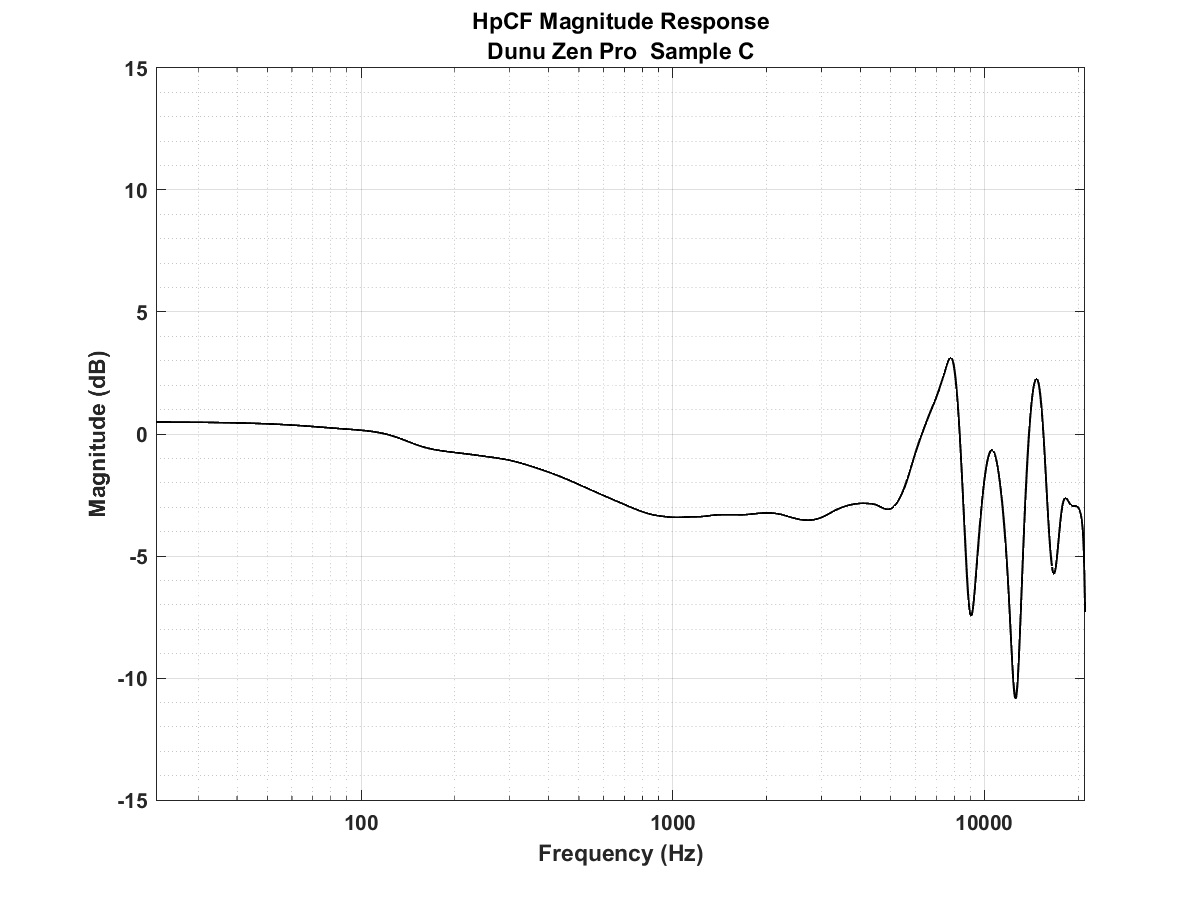 HpCF Magnitude Response
Dunu Zen Pro  Sample C
15
10
5
0
-5
-10
-15
Magnitude (dB)
100
1000
10000
Frequency (Hz)